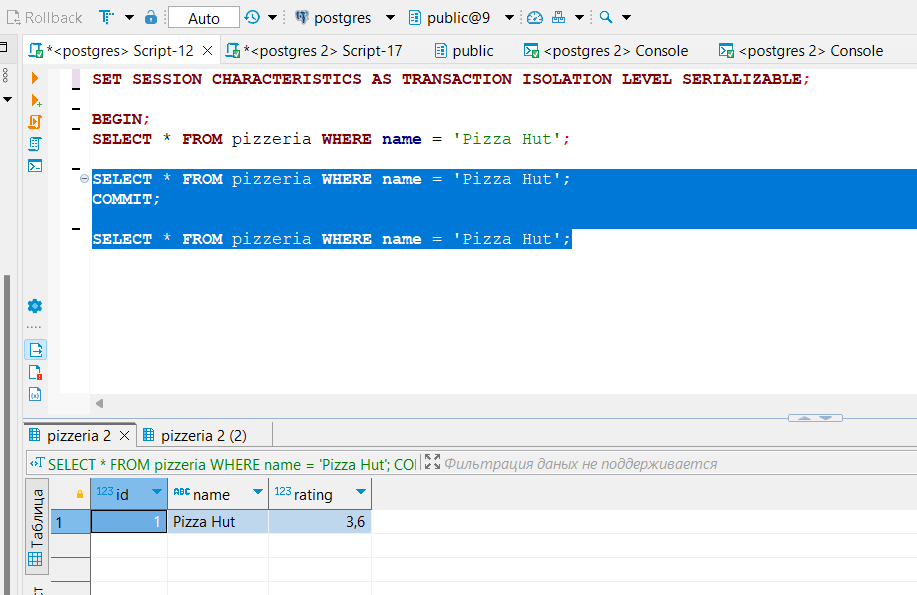 Rollback Auto postgres public@9
*<postgres> Script-12 *<postgres 2> Script-17 public <postgres 2> Console <postgres 2> Console
SET SESSION CHARACTERISTICS AS TRANSACTION ISOLATION LEVEL SERIALIZABLE;
BEGIN;
SELECT * FROM pizzeria WHERE name = 'Pizza Hut';
SELECT * FROM pizzeria WHERE name = 'Pizza Hut';
COMMIT;
SELECT * FROM pizzeria WHERE name = 'Pizza Hut';
pizzeria 2 pizzeria 2 (2)
SELECT * FROM pizzeria WHERE name = 'Pizza Hut'; COI Фильтрация даных не поддерживается
Таблица
123 id ABC name 123 rating
1 1 Pizza Hut 3,6